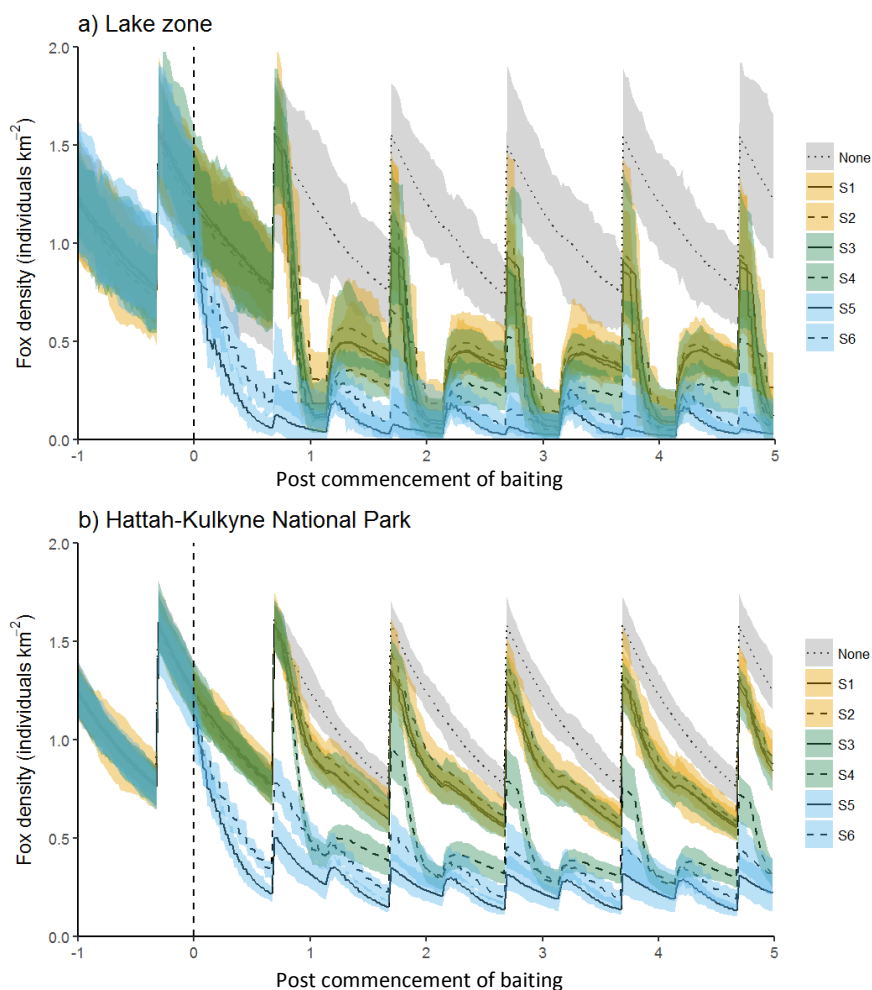 a) Lake zone
Fox density (individuals km⁻²)
2.0
1.5
1.0
0.5
0.0
-1 0 1 2 3 4 5
Post commencement of baiting
None
S1
S2
S3
S4
S5
S6
b) Hattah-Kulkyne National Park
Fox density (individuals km⁻²)
2.0
1.5
1.0
0.5
0.0
-1 0 1 2 3 4 5
Post commencement of baiting
None
S1
S2
S3
S4
S5
S6